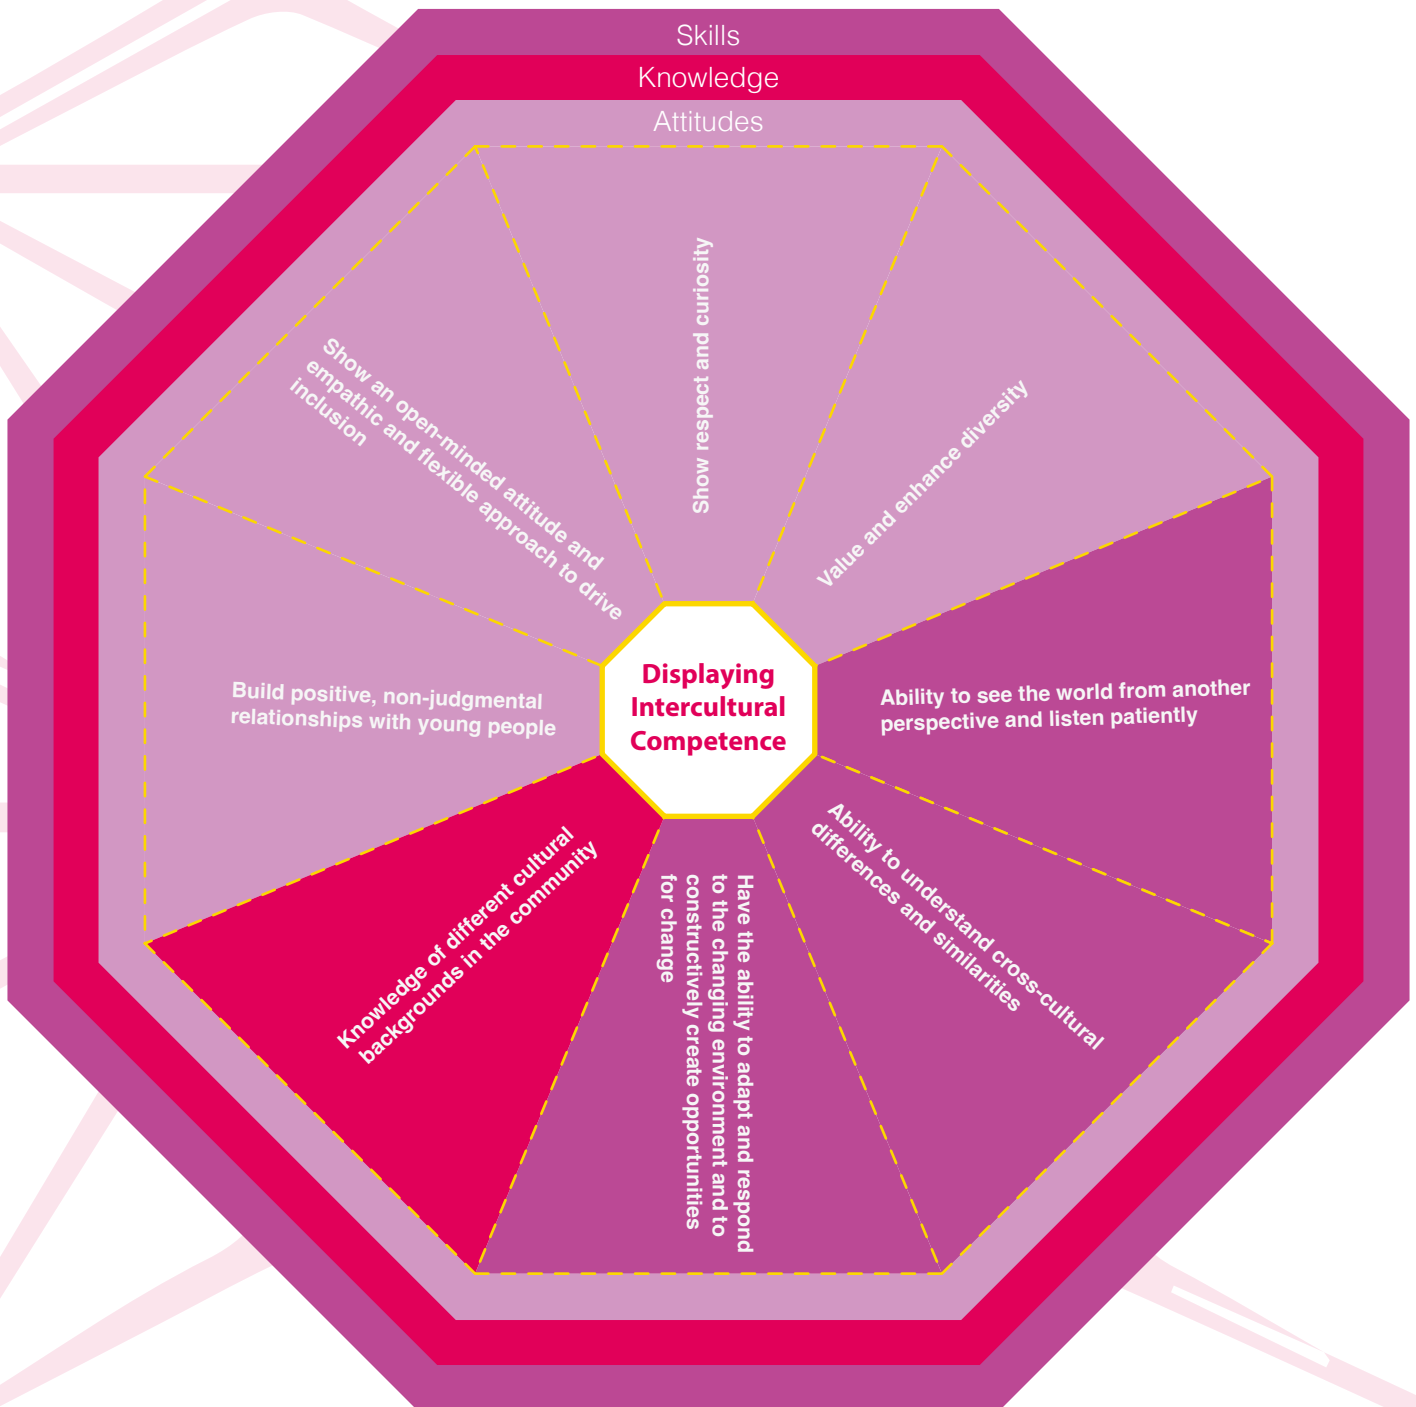 Skills
Knowledge
Attitudes
Show respect and curiosity
Value and enhance diversity
Ability to see the world from another
perspective and listen patiently
Ability to understand cross-cultural
differences and similarities
Have the ability to adapt and respond
to the changing environment and to
constructively create opportunities
for change
Knowledge of different cultural
backgrounds in the community
Build positive, non-judgmental
relationships with young people
Show an open-minded attitude and
empathic and flexible approach to drive
inclusion
Displaying
Intercultural
Competence